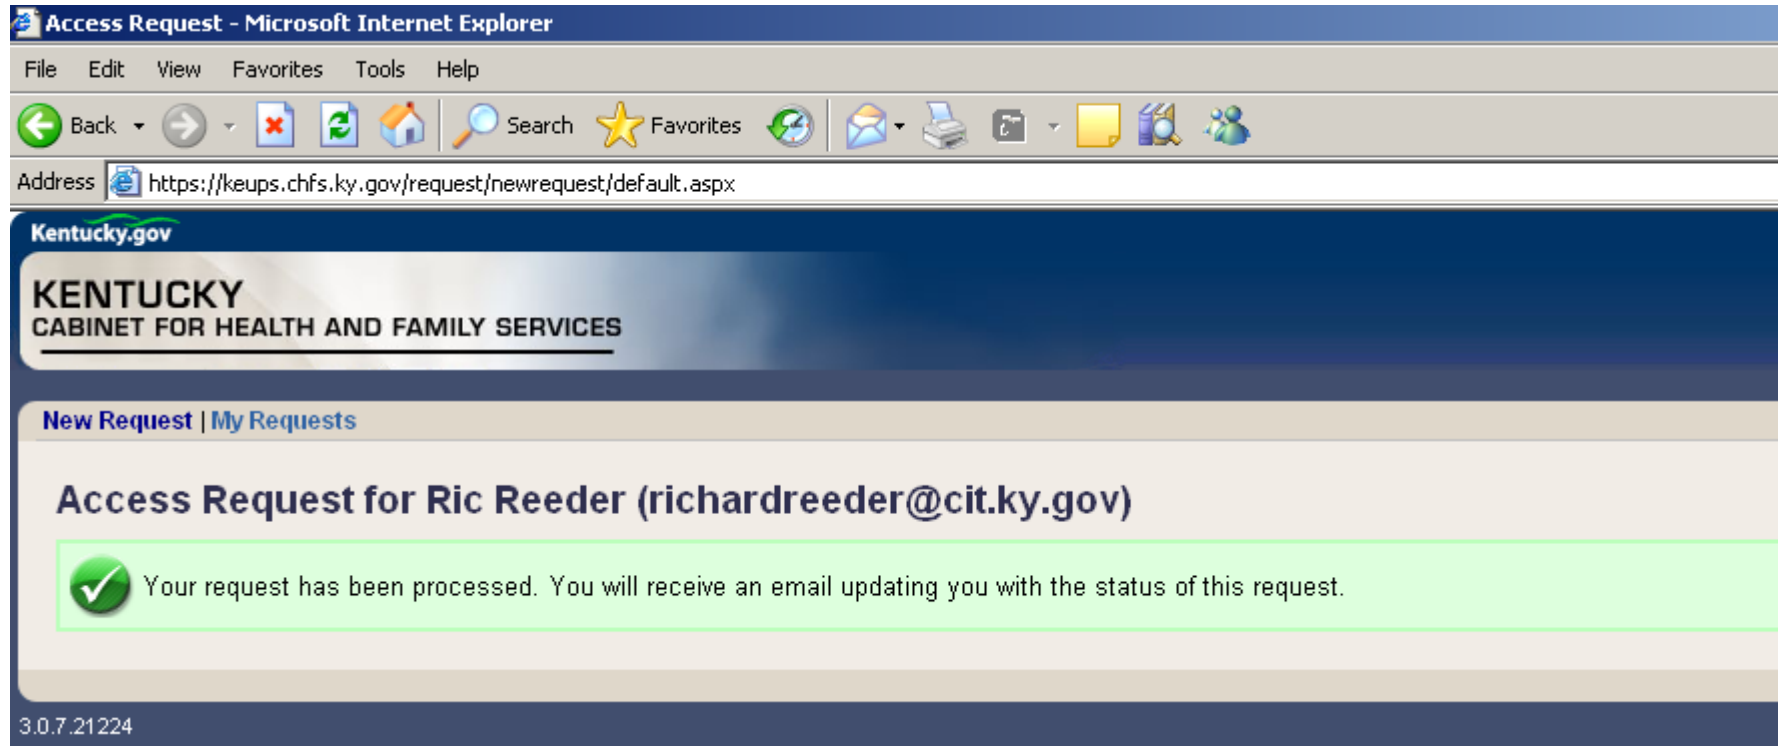 Access Request - Microsoft Internet Explorer
File Edit View Favorites Tools Help
Back Search Favorites
Address https://keups.chfs.ky.gov/request/newrequest/default.aspx
Kentucky.gov
KENTUCKY
CABINET FOR HEALTH AND FAMILY SERVICES
New Request | My Requests
Access Request for Ric Reeder (richardreeder@cit.ky.gov)
Your request has been processed. You will receive an email updating you with the status of this request.
3.0.7.21224